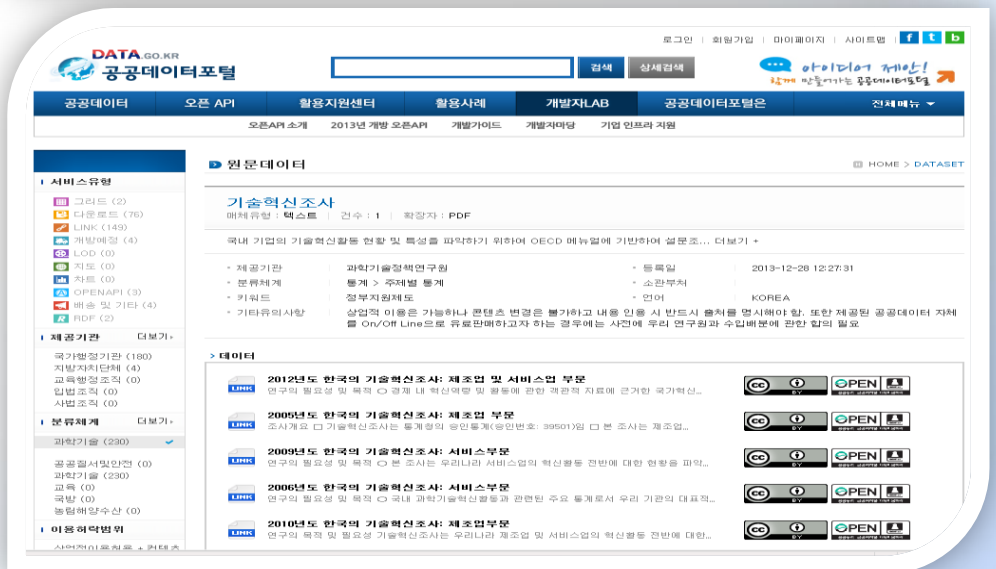 로그인 | 회원가입 | 마이페이지 | 사이트맵 f t b
DATA.GO.KR
공공데이터포털
검색 상세검색
아이디어 제안!
함께 만들어가는 공공데이터포털
공공데이터 오픈 API 활용지원센터 활용사례 개발자LAB 공공데이터포털은 전체메뉴
오픈API 소개 2013년 개방 오픈API 개발가이드 개발자마당 기업 인프라 지원
원문데이터
HOME > DATASET
서비스유형
그리드 (2)
다운로드 (76)
LINK (149)
개발예정 (4)
LOD (0)
지도 (0)
차트 (0)
OPENAPI (3)
배송 및 기타 (4)
RDF (2)
제공기관 더보기
국가행정기관 (180)
지방자치단체 (4)
교육행정조직 (0)
입법조직 (0)
사법조직 (0)
분류체계 더보기
과학기술 (230)
공공질서및안전 (0)
과학기술 (230)
교육 (0)
국방 (0)
농림해양수산 (0)
이용허락범위
기술혁신조사
매체유형 : 텍스트 | 건수 : 1 | 확장자 : PDF
국내 기업의 기술혁신활동 현황 및 특성을 파악하기 위하여 OECD 메뉴얼에 기반하여 설문조... 더보기 +
제공기관 과학기술정책연구원 등록일 2013-12-28 12:27:31
분류체계 통계 > 주제별 통계 소관부처
키워드 정부지원제도 언어 KOREA
기타유의사항 상업적 이용은 가능하나 콘텐츠 변경은 불가하고 내용 인용 시 반드시 출처를 명시해야 함. 또한 제공된 공공데이터 자체
를 On/Off Line으로 유료판매하고자 하는 경우에는 사전에 우리 연구원과 수입배분에 관한 합의 필요
> 데이터
LINK 2012년도 한국의 기술혁신조사: 제조업 및 서비스업 부문 cc BY OPEN
연구의 필요성 및 목적 ○ 경제 내 혁신역량 및 활동에 관한 객관적 지료에 근거한 국가혁신...
LINK 2005년도 한국의 기술혁신조사: 제조업 부문 cc BY OPEN
조사개요 □ 기술혁신조사는 통계청의 승인통계(승인번호: 39501)임 □ 본 조사는 제조업...
LINK 2009년도 한국의 기술혁신조사: 서비스부문 cc BY OPEN
연구의 필요성 및 목적 ○ 본 조사는 우리나라 서비스업의 혁신활동 전반에 대한 현황을 파악...
LINK 2006년도 한국의 기술혁신조사: 서비스부문 cc BY OPEN
연구의 필요성 및 목적 ○ 국내 과학기술혁신활동과 관련된 주요 통계로서 우리 기관의 대표적...
LINK 2010년도 한국의 기술혁신조사: 제조업부문 cc BY OPEN
연구의 목적 및 필요성 기술혁신조사는 우리나라 제조업 및 서비스업의 혁신활동 전반에 대한...